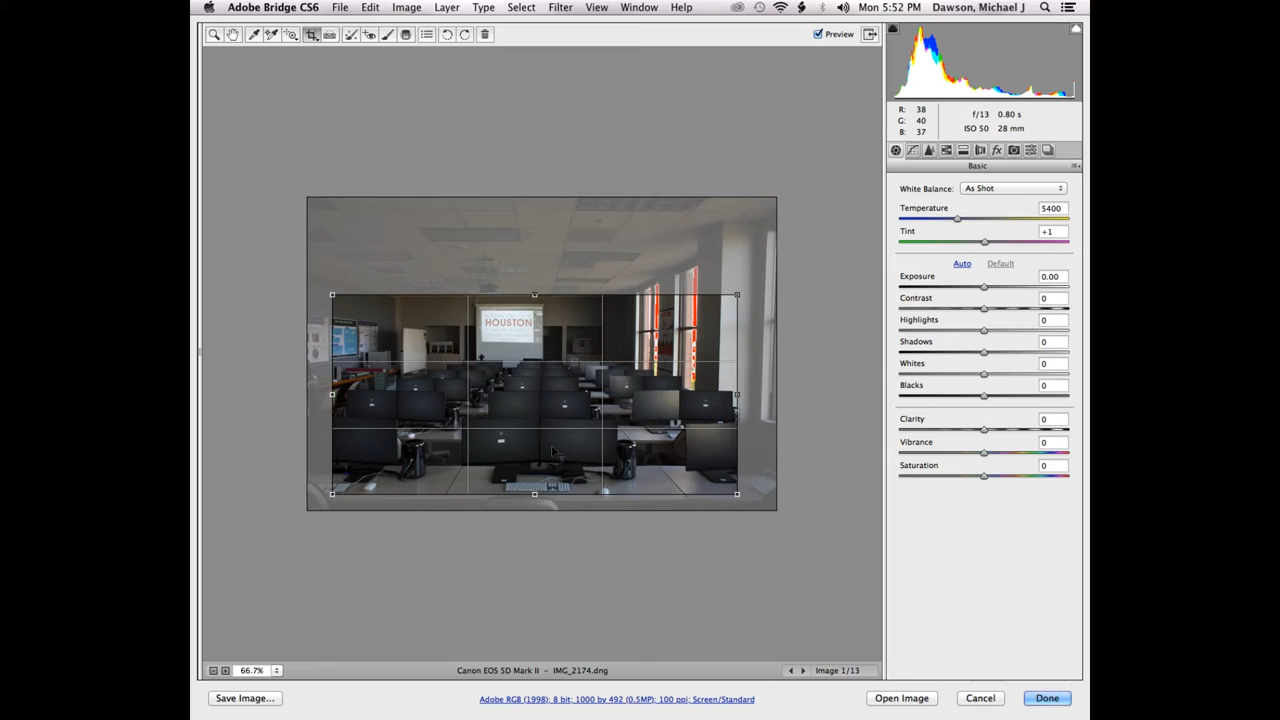 Adobe Bridge CS6 File Edit Image Layer Type Select Filter View Window Help Mon 5:52 PM Dawson, Michael J
Preview
R: 38
G: 40
B: 37
f/13 0.80 s
ISO 50 28 mm
fx
Basic
White Balance: As Shot
Temperature 5400
Tint +1
Auto Default
Exposure 0.00
Contrast 0
Highlights 0
Shadows 0
Whites 0
Blacks 0
Clarity 0
Vibrance 0
Saturation 0
HOUSTON
66.7% Canon EOS 5D Mark II - IMG_2174.dng Image 1/13
Save Image... Adobe RGB (1998); 8 bit; 1000 by 492 (0.5MP); 100 ppi; Screen/Standard Open Image Cancel Done